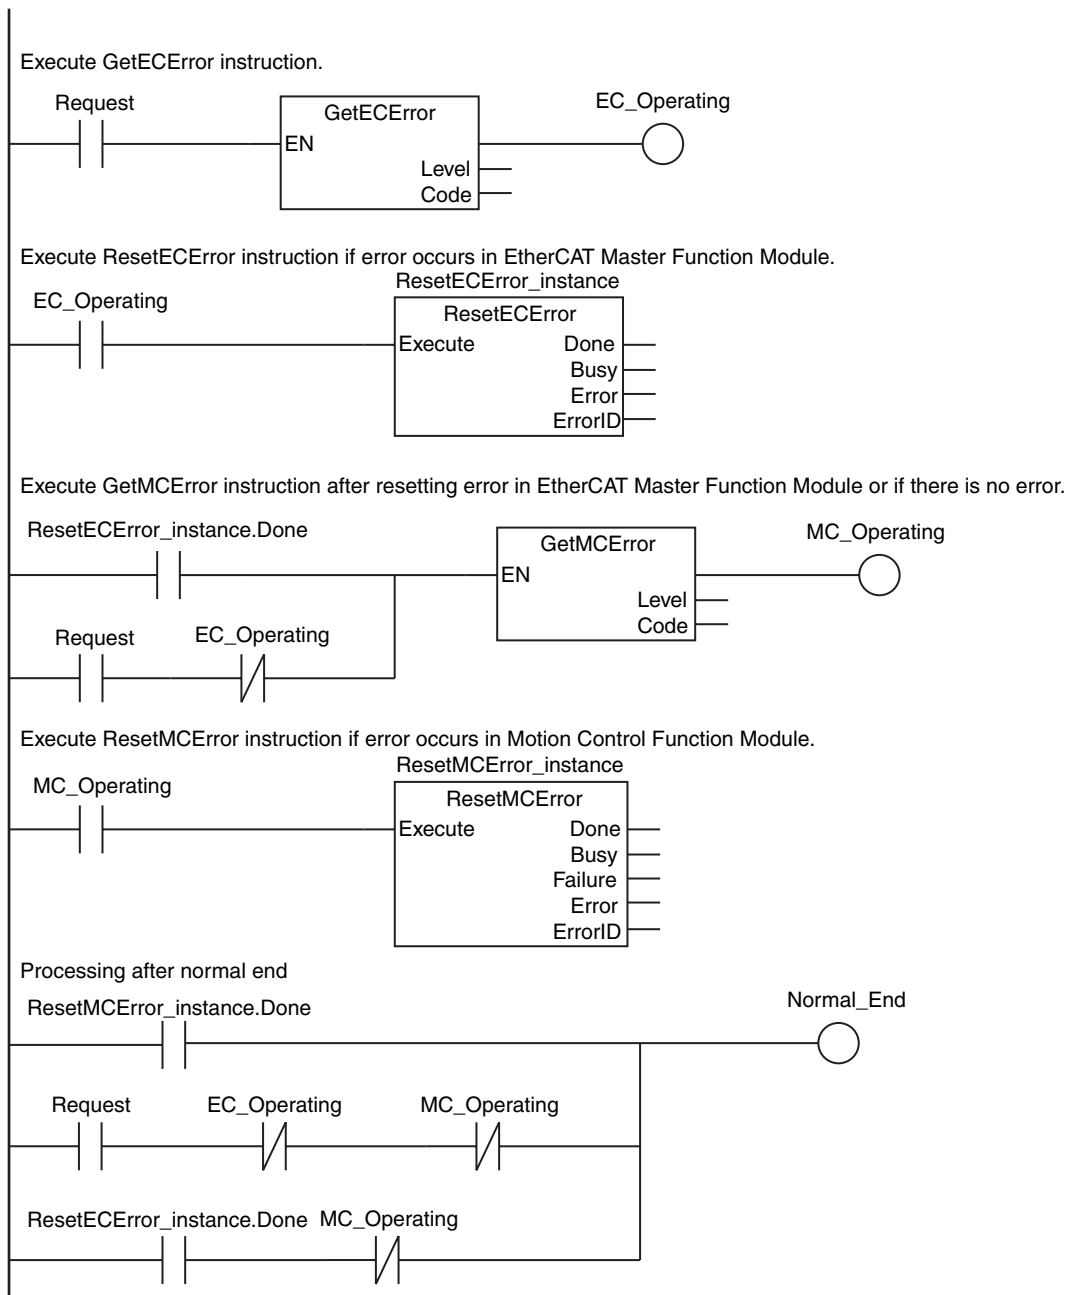 Execute GetECError instruction.
Request
GetECError
EC_Operating
EN
Level
Code
Execute ResetECError instruction if error occurs in EtherCAT Master Function Module.
ResetECError_instance
EC_Operating
ResetECError
Execute Done
Busy
Error
ErrorID
Execute GetMCError instruction after resetting error in EtherCAT Master Function Module or if there is no error.
ResetECError_instance.Done
GetMCError
MC_Operating
EN
Level
Code
Request EC_Operating
Execute ResetMCError instruction if error occurs in Motion Control Function Module.
ResetMCError_instance
MC_Operating
ResetMCError
Execute Done
Busy
Failure
Error
ErrorID
Processing after normal end
ResetMCError_instance.Done
Normal_End
Request EC_Operating MC_Operating
ResetECError_instance.Done MC_Operating